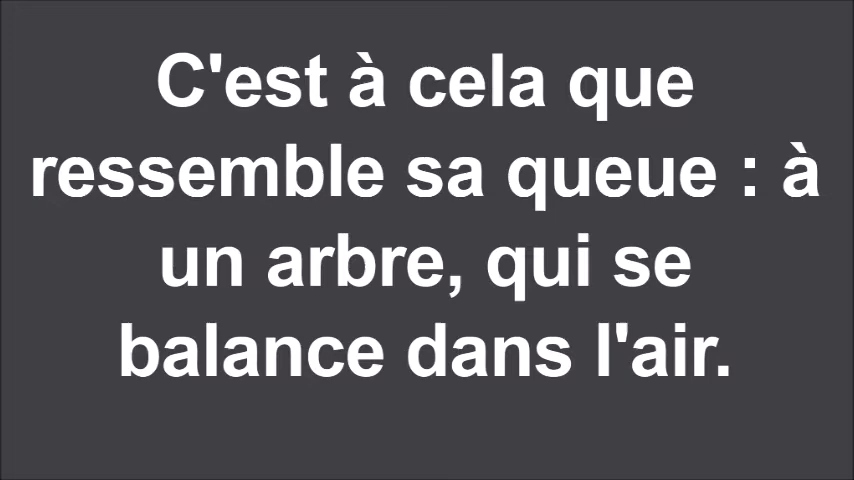 C'est à cela que
ressemble sa queue : à
un arbre, qui se
balance dans l'air.